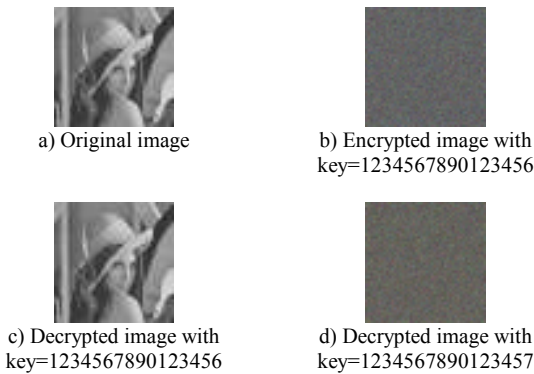 a) Original image
b) Encrypted image with
key=1234567890123456
c) Decrypted image with
key=1234567890123456
d) Decrypted image with
key=1234567890123457